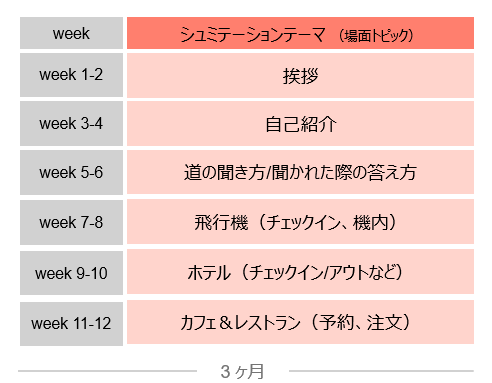 week シュミテーションテーマ （場面トピック）
week 1-2 挨拶
week 3-4 自己紹介
week 5-6 道の聞き方/聞かれた際の答え方
week 7-8 飛行機（チェックイン、機内）
week 9-10 ホテル（チェックイン/アウトなど）
week 11-12 カフェ＆レストラン（予約、注文）
3 ヶ月